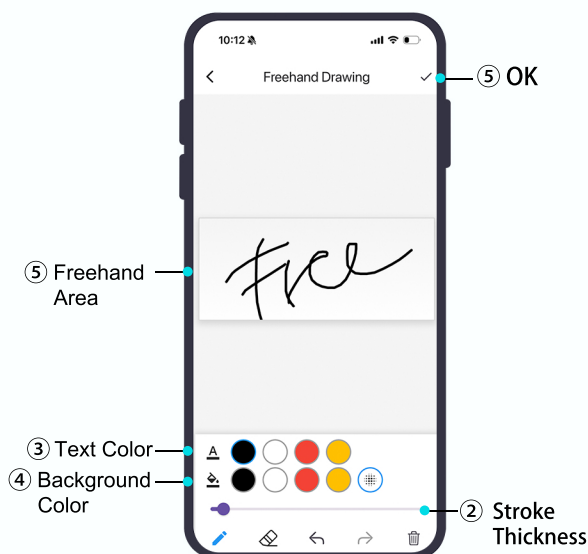 10:12
Freehand Drawing
⑤ OK
Free
⑤ Freehand
Area
③ Text Color
A
④ Background
Color
② Stroke
Thickness